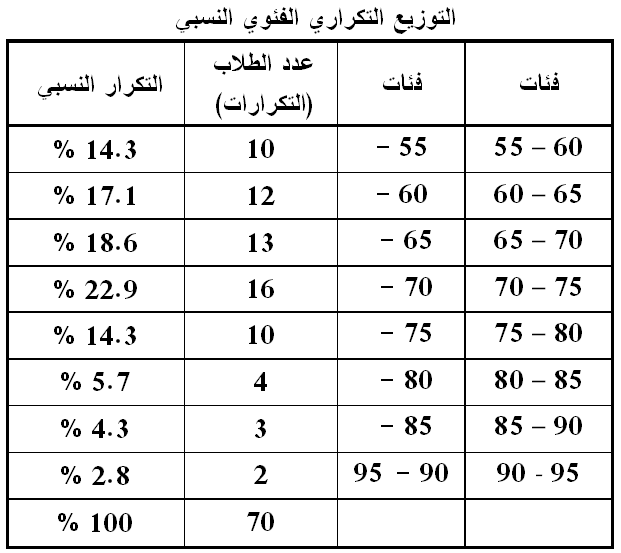 التوزيع التكراري الفئوي النسبي
فئات فئات عدد الطلاب (التكرارات) التكرار النسبي
55 – 60 55 – 10 14.3 %
60 – 65 60 – 12 17.1 %
65 – 70 65 – 13 18.6 %
70 – 75 70 – 16 22.9 %
75 – 80 75 – 10 14.3 %
80 – 85 80 – 4 5.7 %
85 – 90 85 – 3 4.3 %
90 - 95 90 – 95 2 2.8 %
70 100 %